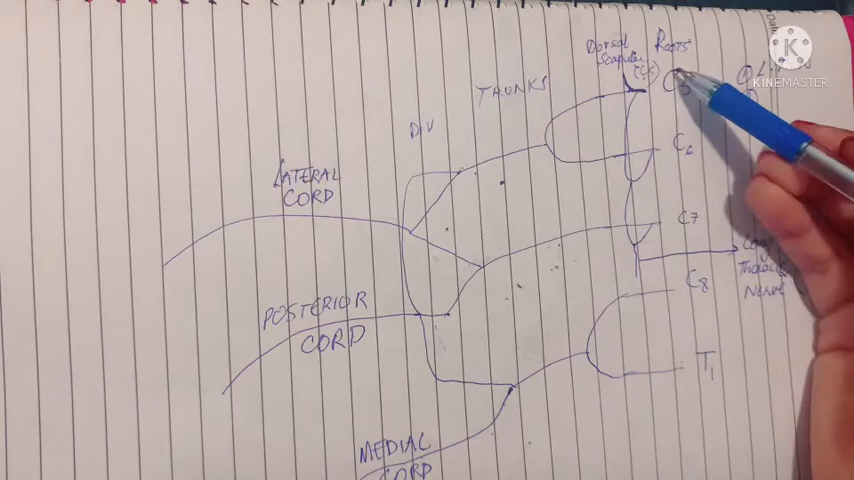 Dorsal
Scapular
(C5)
ROOTS
C5
TRUNKS
DIV
C6
LATERAL
CORD
C7
Long
Thoracic
Nerve
C8
POSTERIOR
CORD
T1
MEDIAL
CORD
Date
K
KINEMASTER